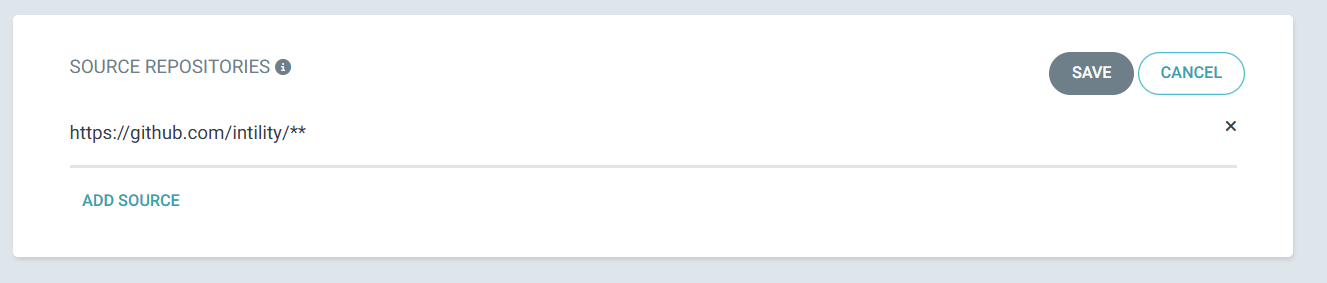 SOURCE REPOSITORIES
SAVE
CANCEL
https://github.com/intility/**
ADD SOURCE